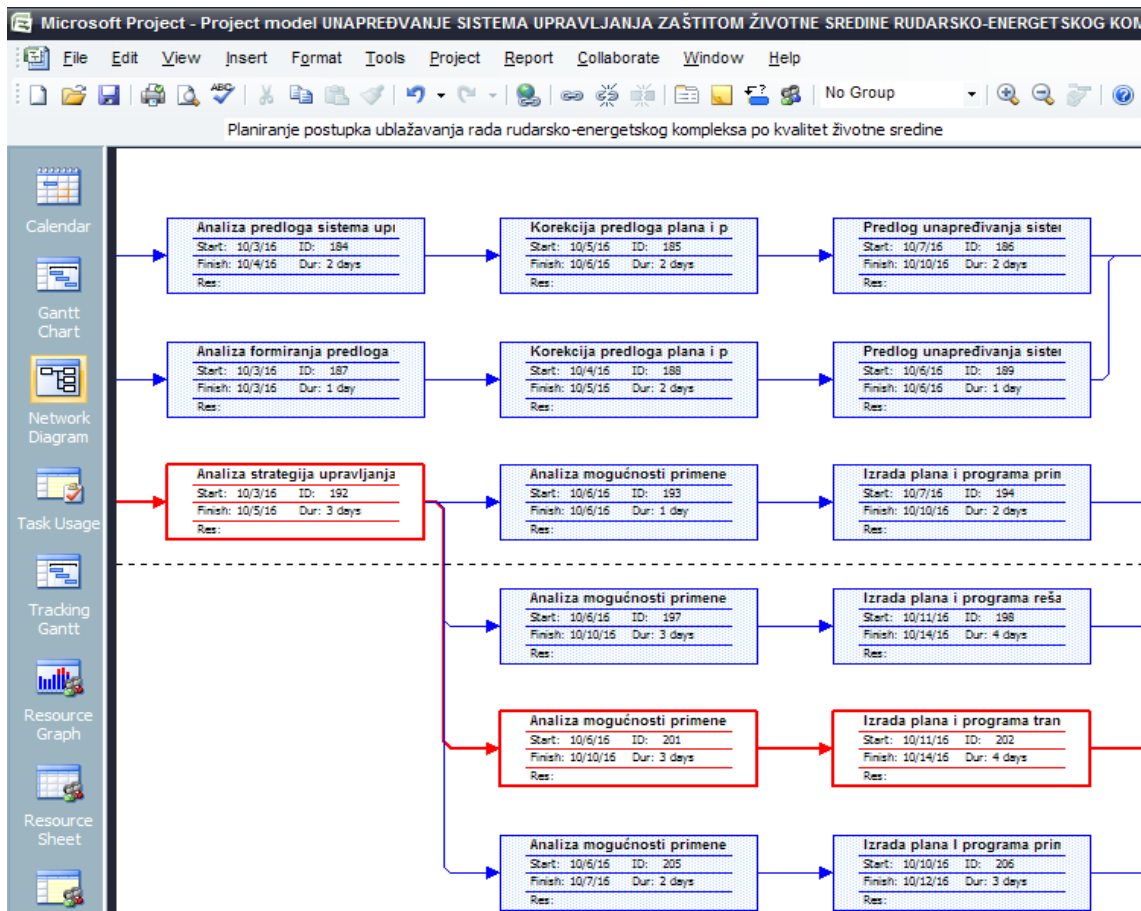 Microsoft Project - Project model UNAPREĐVANJE SISTEMA UPRAVLJANJA ZAŠTITOM ŽIVOTNE SREDINE RUDARSKO-ENERGETSKOG KOM
File Edit View Insert Format Tools Project Report Collaborate Window Help
ABC No Group
Planiranje postupka ublažavanja rada rudarsko-energetskog kompleksa po kvalitet životne sredine
Calendar
Gantt
Chart
Network
Diagram
Task Usage
Tracking
Gantt
Resource
Graph
Resource
Sheet
Analiza predloga sistema upr
Start: 10/3/16 ID: 184
Finish: 10/4/16 Dur: 2 days
Res:
Korekcija predloga plana i p
Start: 10/5/16 ID: 185
Finish: 10/6/16 Dur: 2 days
Res:
Predlog unapređivanja sister
Start: 10/7/16 ID: 186
Finish: 10/10/16 Dur: 2 days
Res:
Analiza formiranja predloga
Start: 10/3/16 ID: 187
Finish: 10/3/16 Dur: 1 day
Res:
Korekcija predloga plana i p
Start: 10/4/16 ID: 188
Finish: 10/5/16 Dur: 2 days
Res:
Predlog unapređivanja sister
Start: 10/6/16 ID: 189
Finish: 10/6/16 Dur: 1 day
Res:
Analiza strategija upravljanja
Start: 10/3/16 ID: 192
Finish: 10/5/16 Dur: 3 days
Res:
Analiza mogućnosti primene
Start: 10/6/16 ID: 193
Finish: 10/6/16 Dur: 1 day
Res:
Izrada plana i programa prin
Start: 10/7/16 ID: 194
Finish: 10/10/16 Dur: 2 days
Res:
Analiza mogućnosti primene
Start: 10/6/16 ID: 197
Finish: 10/10/16 Dur: 3 days
Res:
Izrada plana i programa reša
Start: 10/11/16 ID: 198
Finish: 10/14/16 Dur: 4 days
Res:
Analiza mogućnosti primene
Start: 10/6/16 ID: 201
Finish: 10/10/16 Dur: 3 days
Res:
Izrada plana i programa tran
Start: 10/11/16 ID: 202
Finish: 10/14/16 Dur: 4 days
Res:
Analiza mogućnosti primene
Start: 10/6/16 ID: 205
Finish: 10/7/16 Dur: 2 days
Res:
Izrada plana I programa prin
Start: 10/10/16 ID: 206
Finish: 10/12/16 Dur: 3 days
Res: